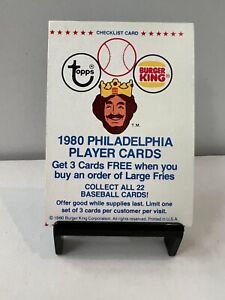 CHECKLIST CARD
topps
BURGER
KING
T.M.
1980 PHILADELPHIA
PLAYER CARDS
Get 3 Cards FREE when you
buy an order of Large Fries
COLLECT ALL 22
BASEBALL CARDS!
Offer good while supplies last. Limit one
set of 3 cards per customer per visit.
© 1980 Burger King Corporation. All rights reserved. Printed in U.S.A.